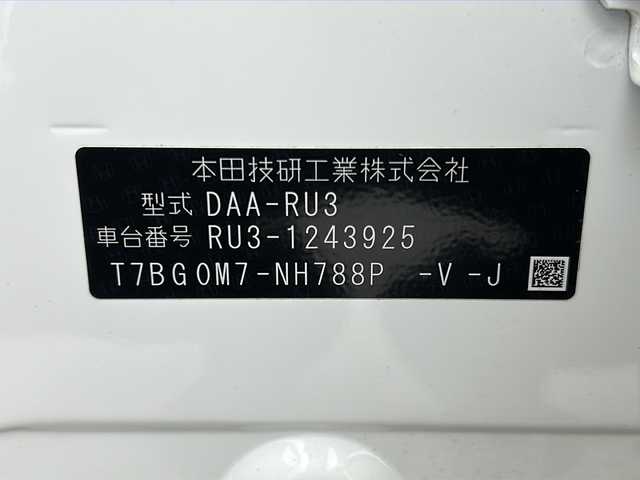 本田技研工業株式会社
型式 DAA-RU3
車台番号 RU3-1243925
T7BG0M7-NH788P -V -J